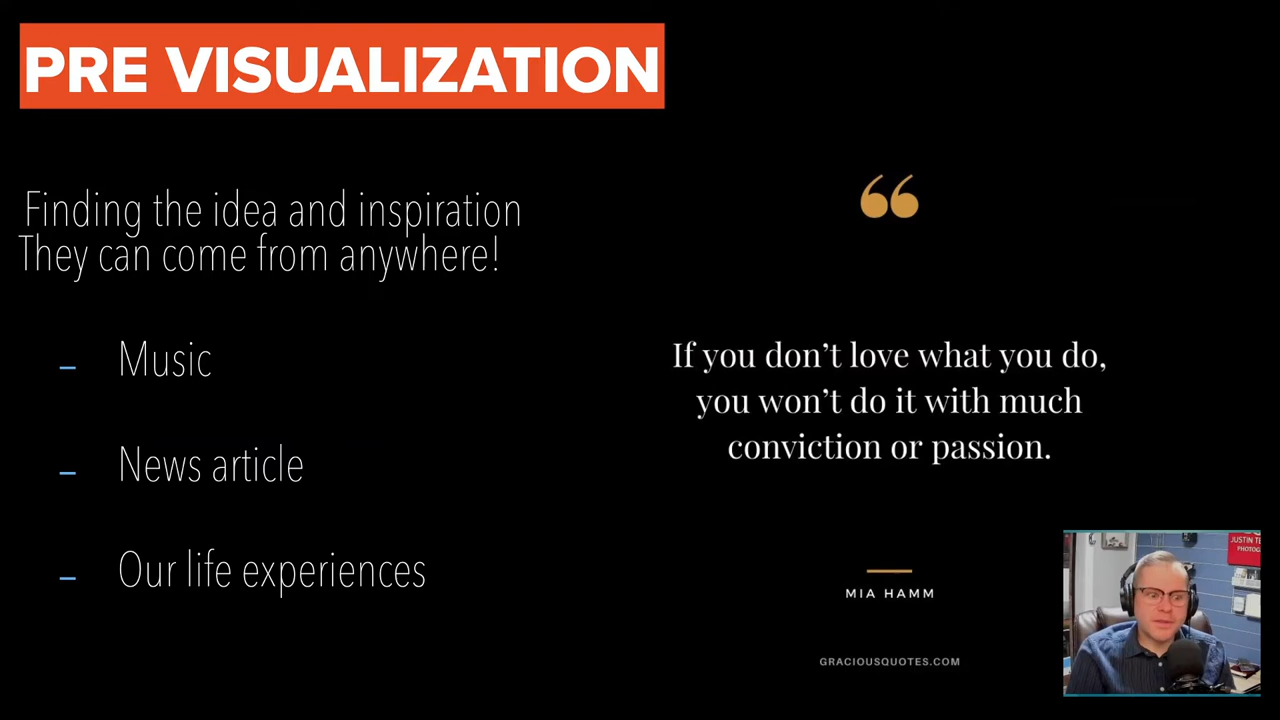 PRE VISUALIZATION
Finding the idea and inspiration
They can come from anywhere!
– Music
– News article
– Our life experiences
“
If you don’t love what you do,
you won’t do it with much
conviction or passion.
MIA HAMM
GRACIOUSQUOTES.COM
JUSTIN